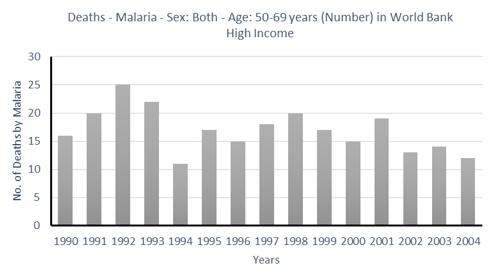 Deaths - Malaria - Sex: Both - Age: 50-69 years (Number) in World Bank
High Income
No. of Deaths by Malaria
30
25
20
15
10
5
0
1990 1991 1992 1993 1994 1995 1996 1997 1998 1999 2000 2001 2002 2003 2004
Years